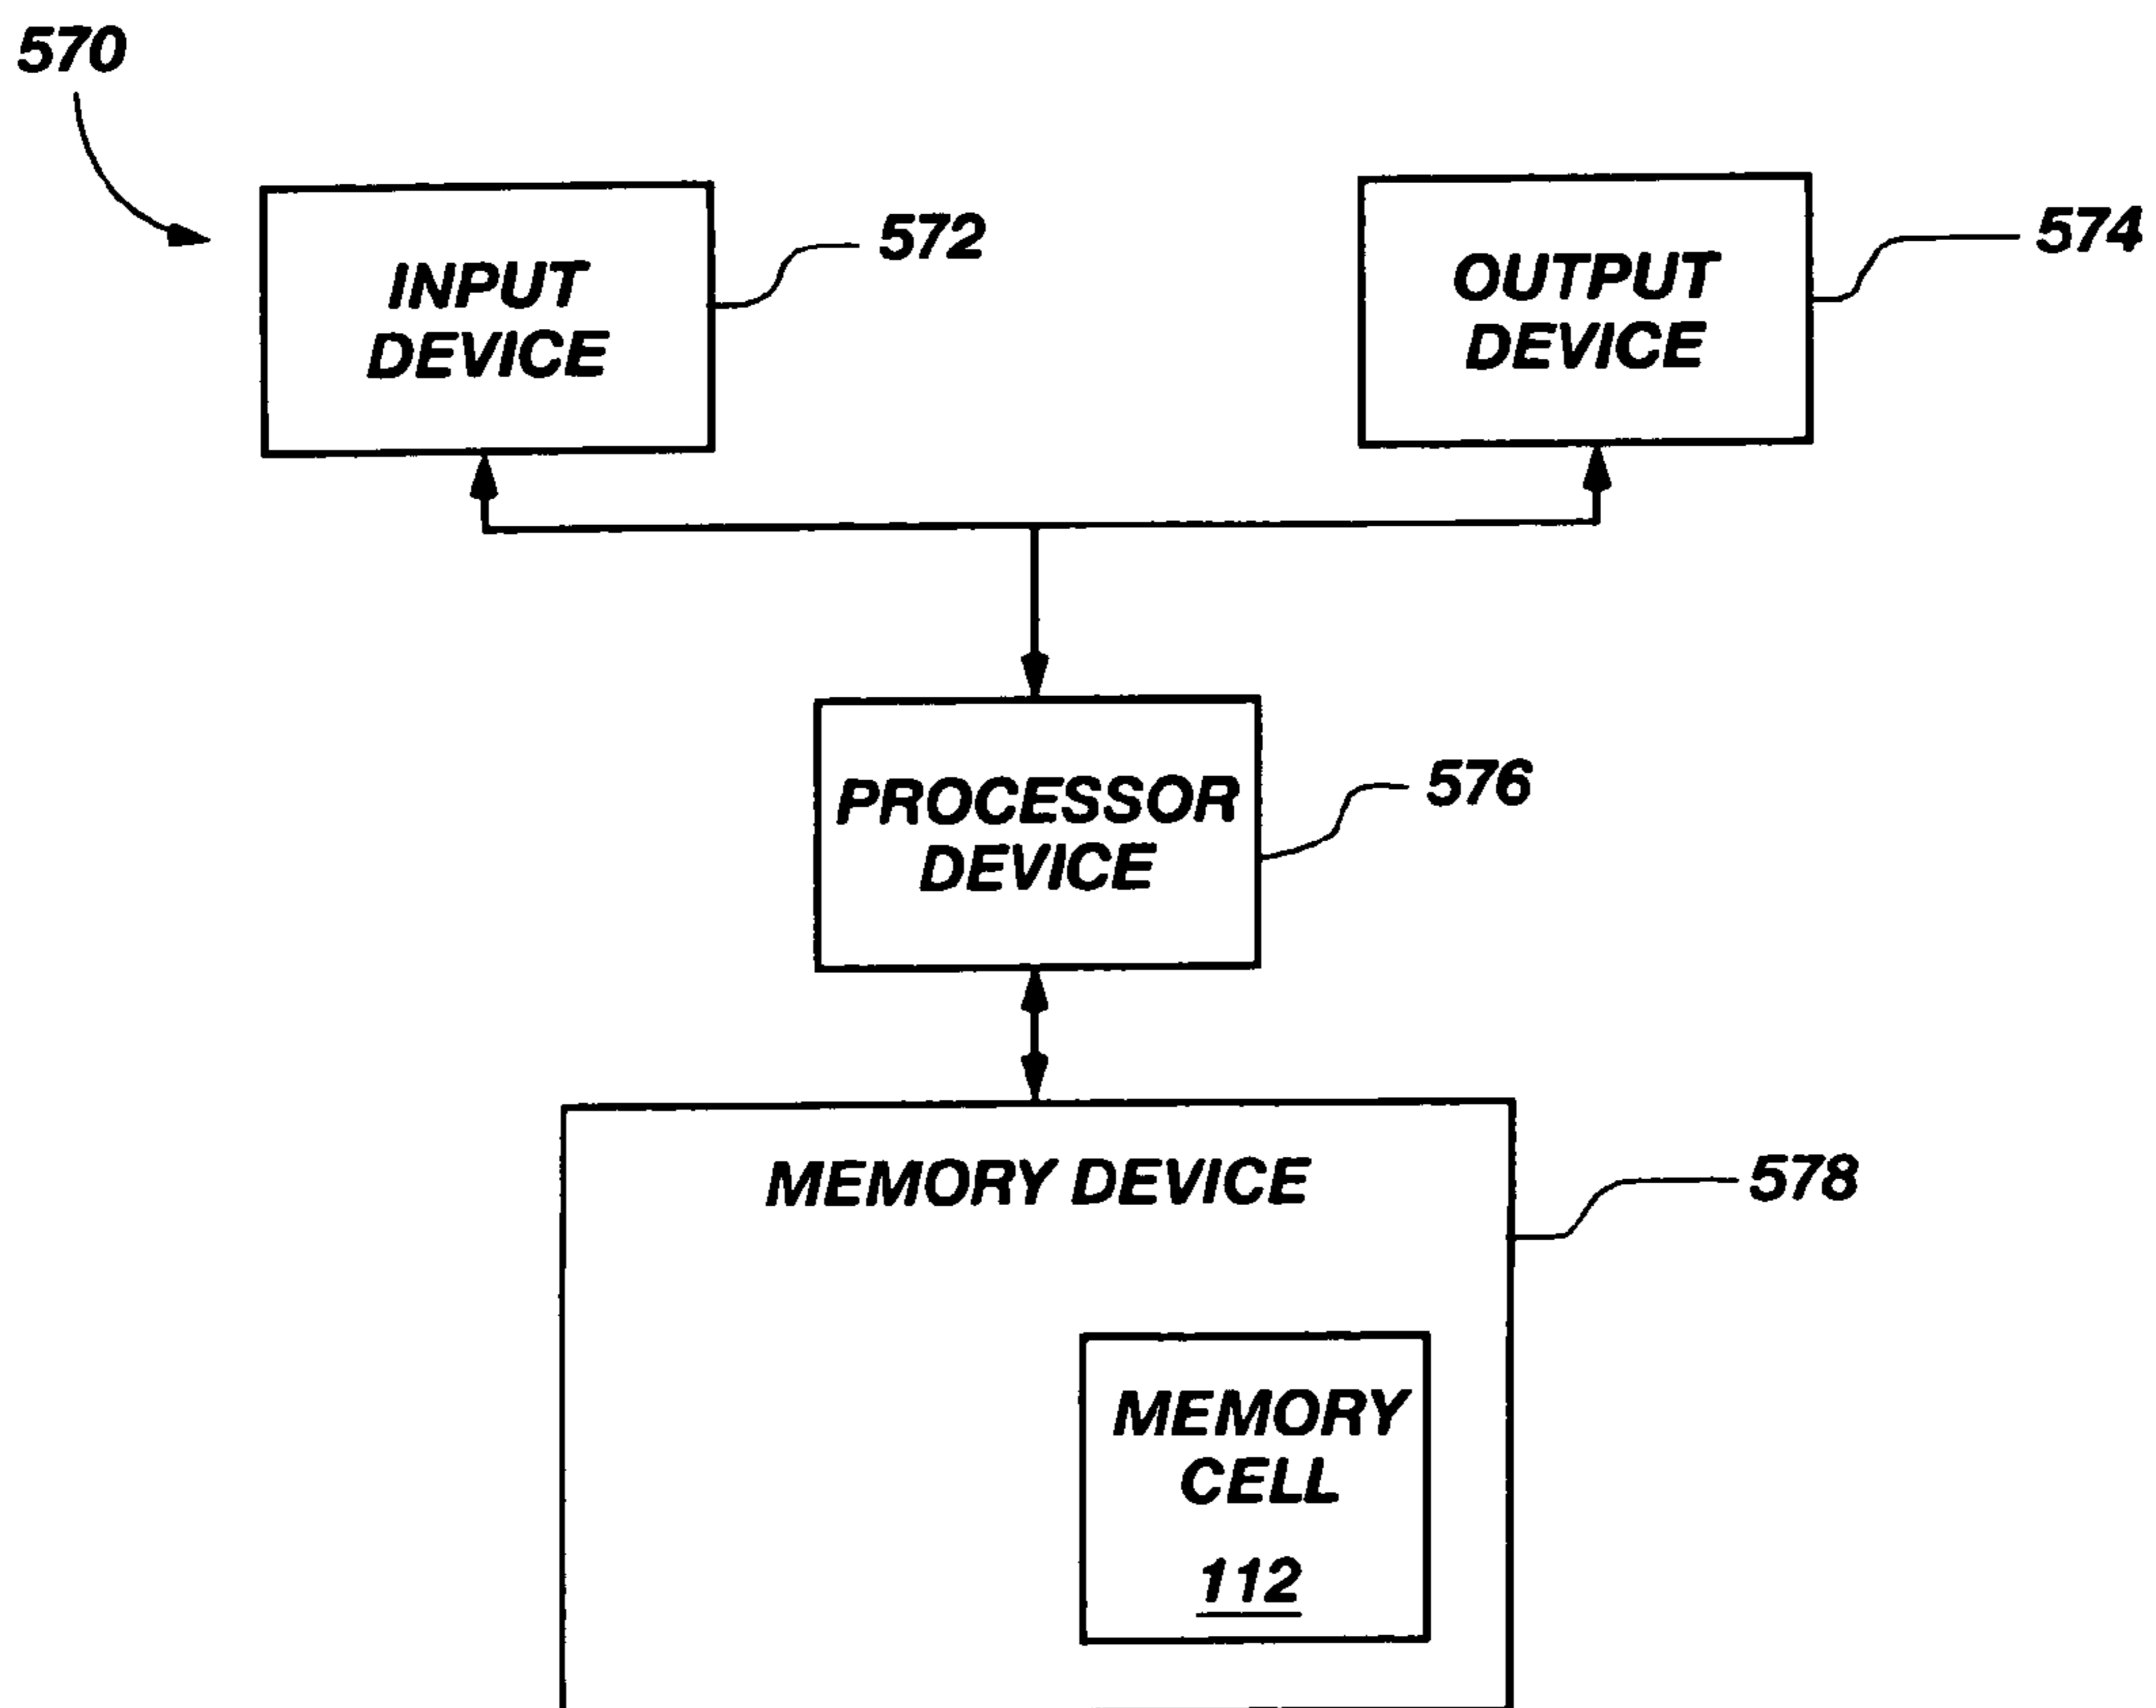 570
INPUT
DEVICE
572
OUTPUT
DEVICE
574
PROCESSOR
DEVICE
576
MEMORY DEVICE
578
MEMORY
CELL
112